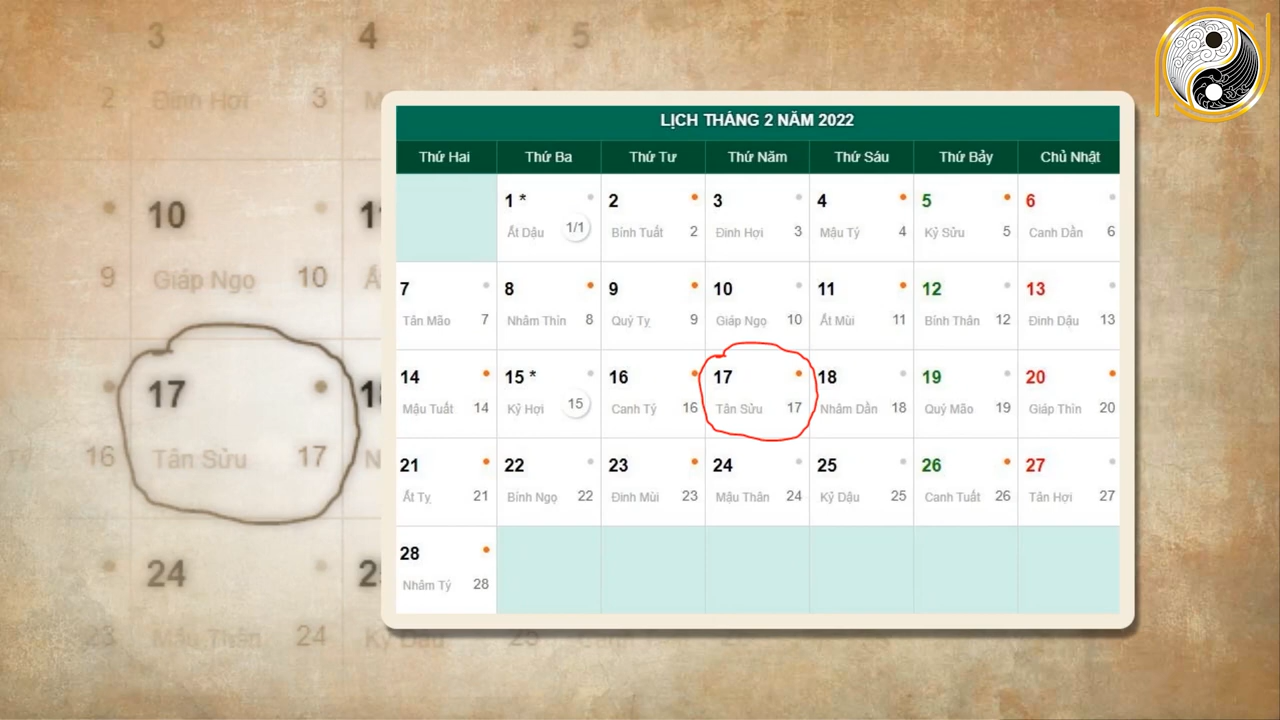 LỊCH THÁNG 2 NĂM 2022
Thứ Hai Thứ Ba Thứ Tư Thứ Năm Thứ Sáu Thứ Bảy Chủ Nhật
1 * 2 3 4 5 6
Ất Dậu 1/1 Bính Tuất 2 Đinh Hợi 3 Mậu Tý 4 Kỷ Sửu 5 Canh Dần 6
7 8 9 10 11 12 13
Tân Mão 7 Nhâm Thìn 8 Quý Tỵ 9 Giáp Ngọ 10 Ất Mùi 11 Bính Thân 12 Đinh Dậu 13
14 15 * 16 17 18 19 20
Mậu Tuất 14 Kỷ Hợi 15 Canh Tý 16 Tân Sửu 17 Nhâm Dần 18 Quý Mão 19 Giáp Thìn 20
21 22 23 24 25 26 27
Ất Tỵ 21 Bính Ngọ 22 Đinh Mùi 23 Mậu Thân 24 Kỷ Dậu 25 Canh Tuất 26 Tân Hợi 27
28
Nhâm Tý 28
3 4 5
2 Đinh Hợi 3
10
9 Giáp Ngọ 10
17
16 Tân Sửu 17
24
23 Mậu Thân 24 Kỷ Dậu 25